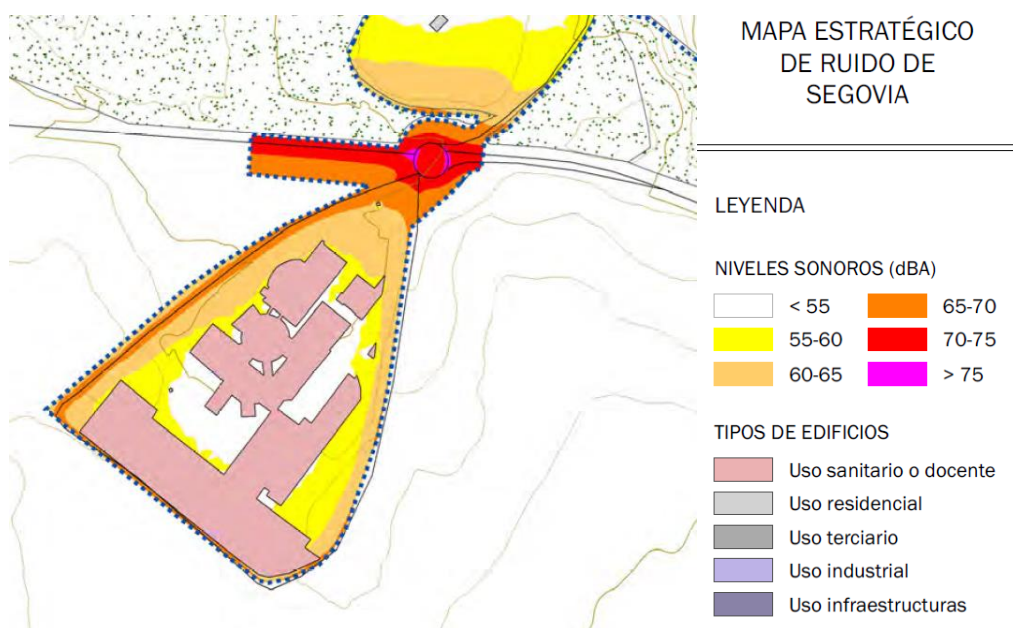 MAPA ESTRATÉGICO
DE RUIDO DE
SEGOVIA
LEYENDA
NIVELES SONOROS (dBA)
< 55
65-70
55-60
70-75
60-65
> 75
TIPOS DE EDIFICIOS
Uso sanitario o docente
Uso residencial
Uso terciario
Uso industrial
Uso infraestructuras